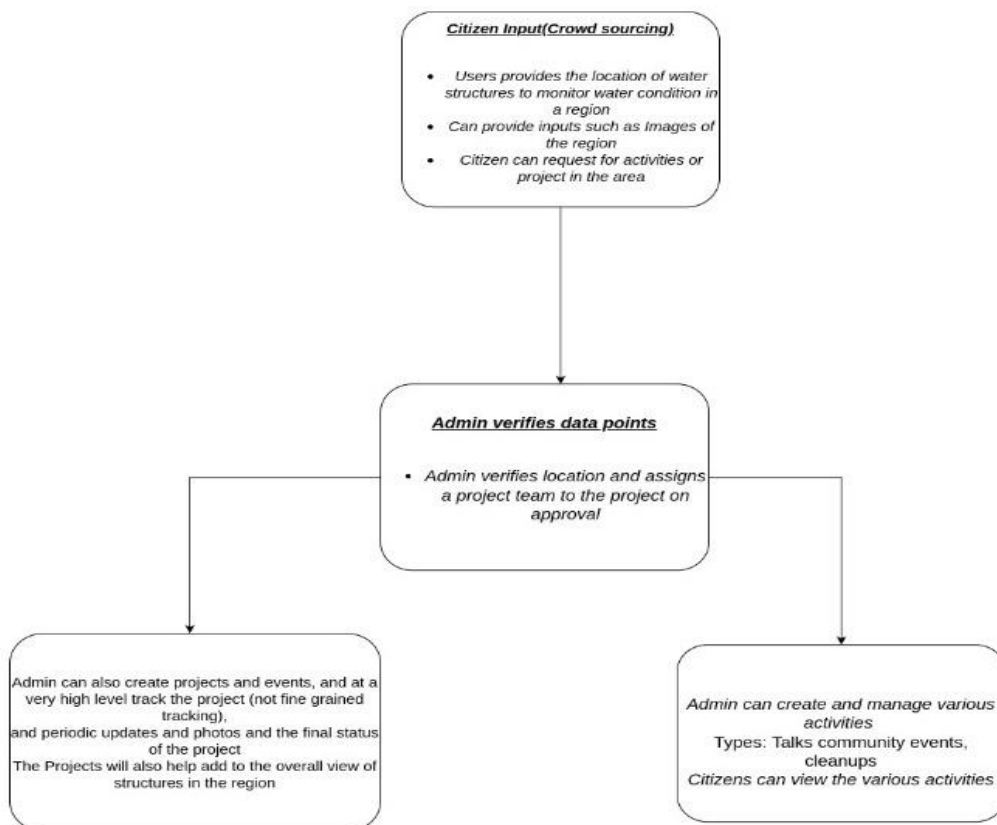 Citizen Input(Crowd sourcing)
• Users provides the location of water
structures to monitor water condition in
a region
• Can provide inputs such as Images of
the region
• Citizen can request for activities or
project in the area
Admin verifies data points
• Admin verifies location and assigns
a project team to the project on
approval
Admin can also create projects and events, and at a
very high level track the project (not fine grained
tracking),
and periodic updates and photos and the final status
of the project
The Projects will also help add to the overall view of
structures in the region
Admin can create and manage various
activities
Types: Talks community events,
cleanups
Citizens can view the various activities